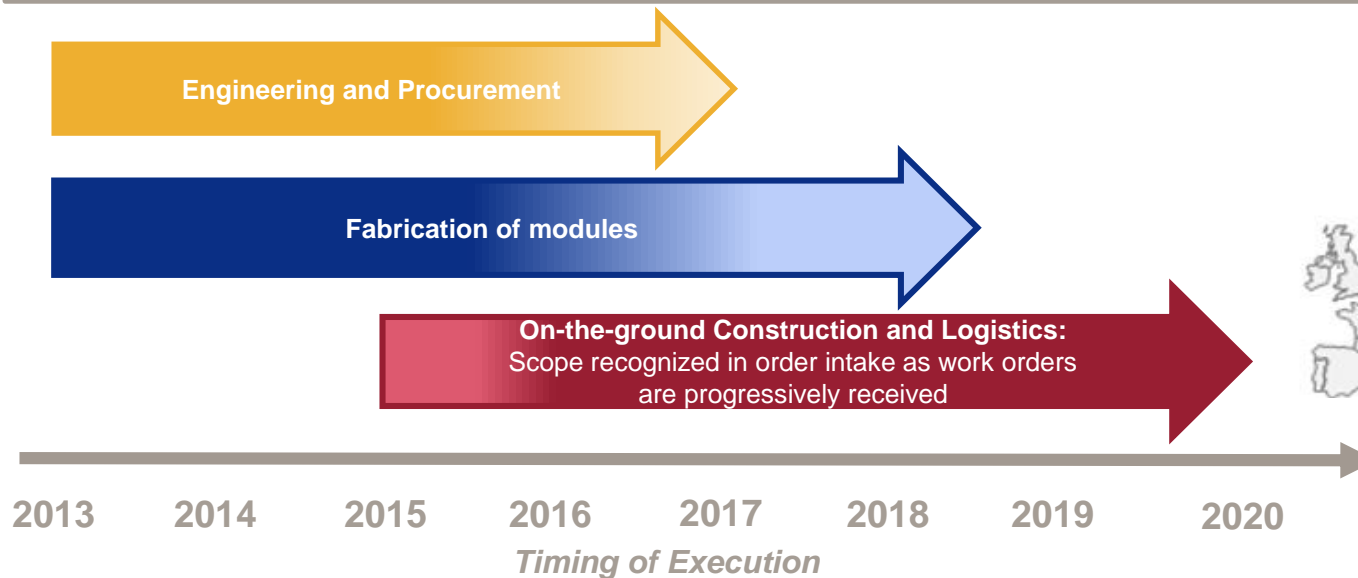 Engineering and Procurement
Fabrication of modules
On-the-ground Construction and Logistics:
Scope recognized in order intake as work orders
are progressively received
2013 2014 2015 2016 2017 2018 2019 2020
Timing of Execution